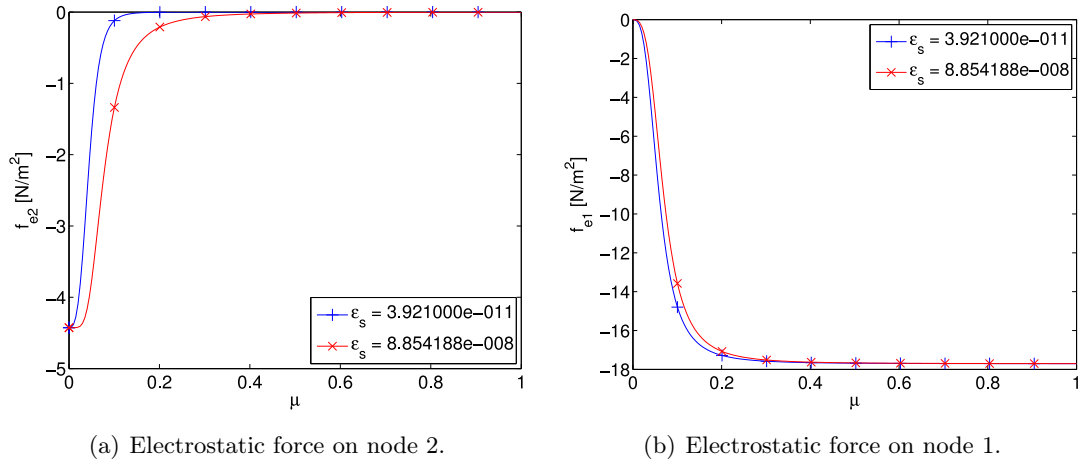 0
−1
−2
−3
−4
−5
f_e2 [N/m^2]
ε_s = 3.921000e−011
ε_s = 8.854188e−008
0 0.2 0.4 0.6 0.8 1
μ
(a) Electrostatic force on node 2.
0
−2
−4
−6
−8
−10
−12
−14
−16
−18
f_e1 [N/m^2]
ε_s = 3.921000e−011
ε_s = 8.854188e−008
0 0.2 0.4 0.6 0.8 1
μ
(b) Electrostatic force on node 1.